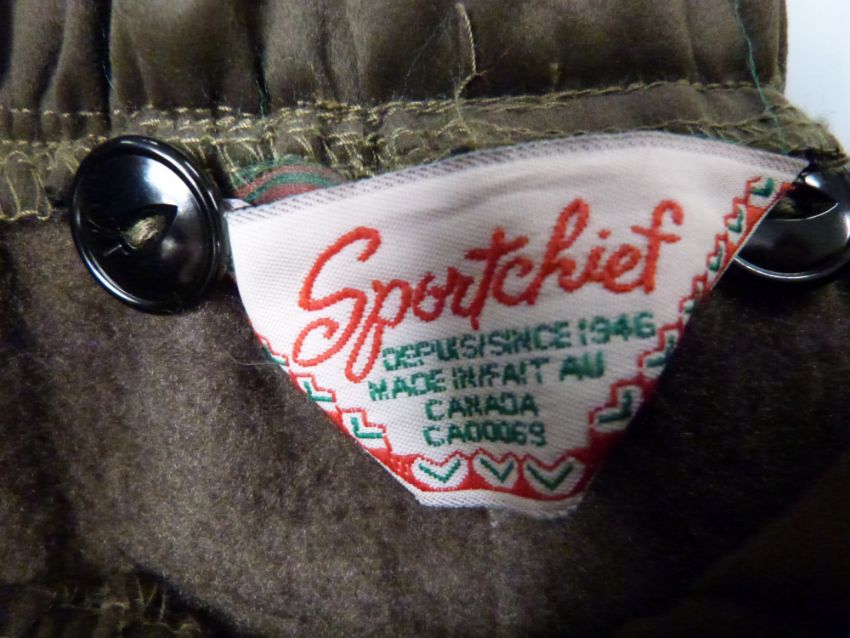 Sportchief
DEPUIS/SINCE 1946
MADE IN/FAIT AU
CANADA
CA00069